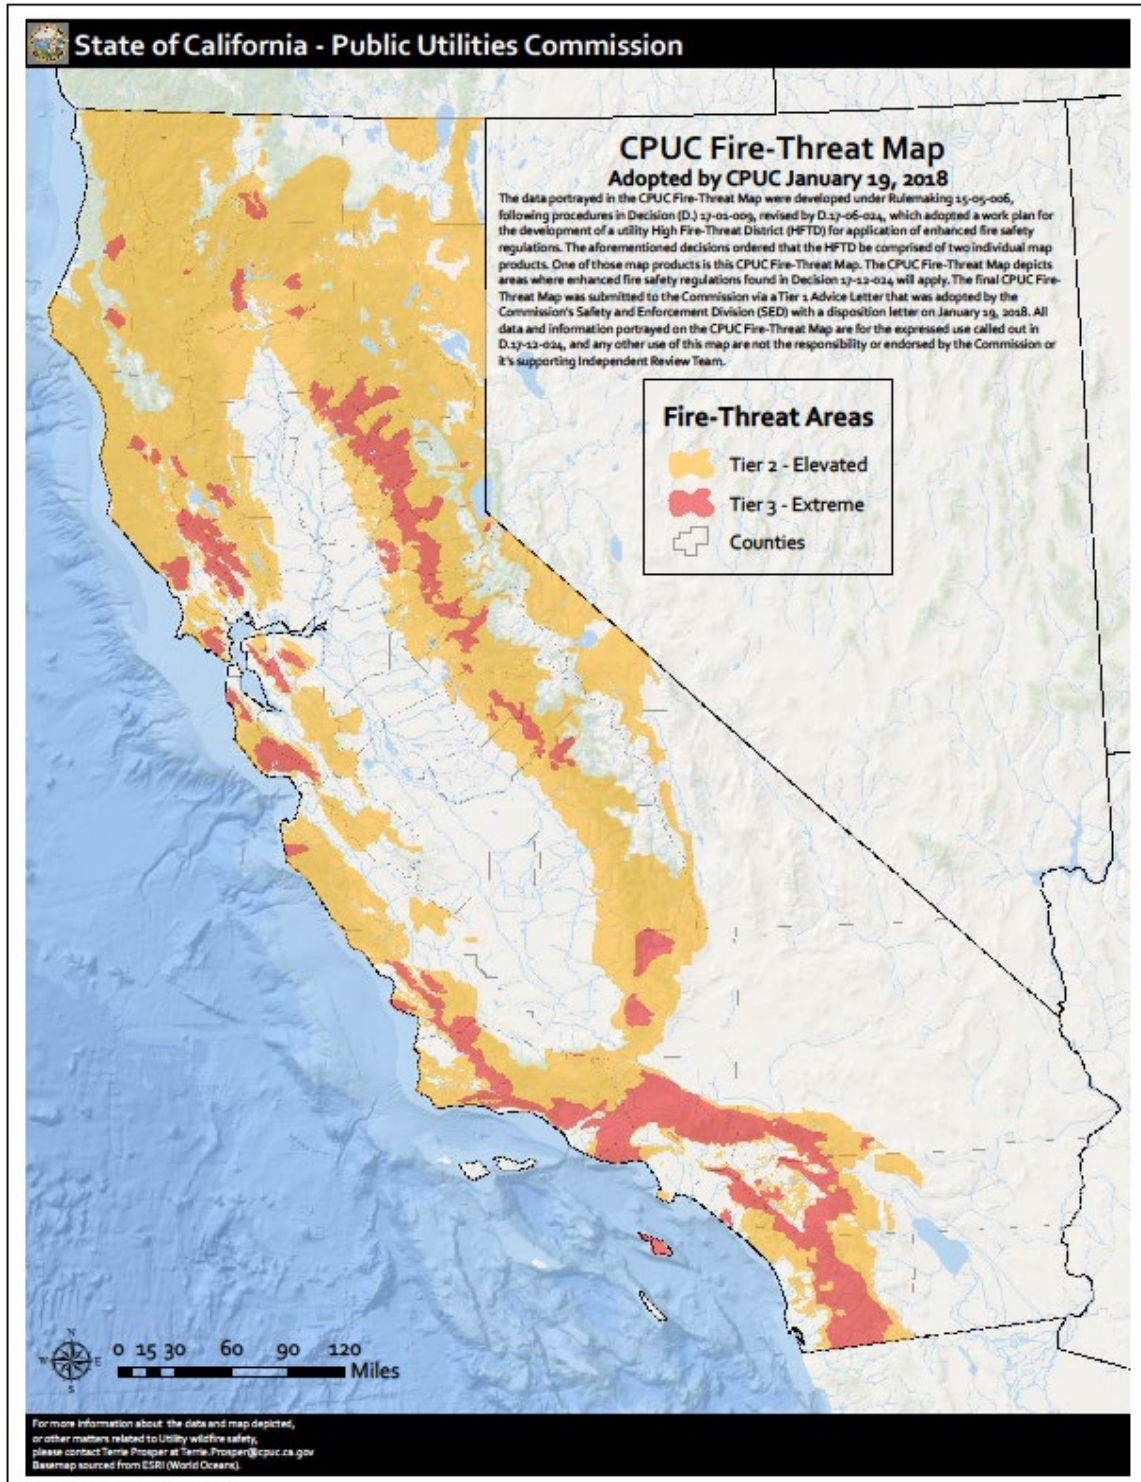 State of California - Public Utilities Commission
CPUC Fire-Threat Map
Adopted by CPUC January 19, 2018
The data portrayed in the CPUC Fire-Threat Map were developed under Rulemaking 15-05-006,
following procedures in Decision (D.) 17-01-009, revised by D.17-06-024, which adopted a work plan for
the development of a utility High Fire-Threat District (HFTD) for application of enhanced fire safety
regulations. The aforementioned decisions ordered that the HFTD be comprised of two individual map
products. One of those map products is this CPUC Fire-Threat Map. The CPUC Fire-Threat Map depicts
areas where enhanced fire safety regulations found in Decision 17-12-024 will apply. The final CPUC Fire-
Threat Map was submitted to the Commission via a Tier 1 Advice Letter that was adopted by the
Commission's Safety and Enforcement Division (SED) with a disposition letter on January 19, 2018. All
data and information portrayed on the CPUC Fire-Threat Map are for the expressed use called out in
D.17-12-024, and any other use of this map are not the responsibility or endorsed by the Commission or
it's supporting Independent Review Team.
Fire-Threat Areas
Tier 2 - Elevated
Tier 3 - Extreme
Counties
N
W E
S
0 15 30 60 90 120
Miles
For more information about the data and map depicted,
or other matters related to Utility wildfire safety,
please contact Terrie Prosper at Terrie.Prosper@cpuc.ca.gov
Basemap sourced from ESRI (World Oceans).